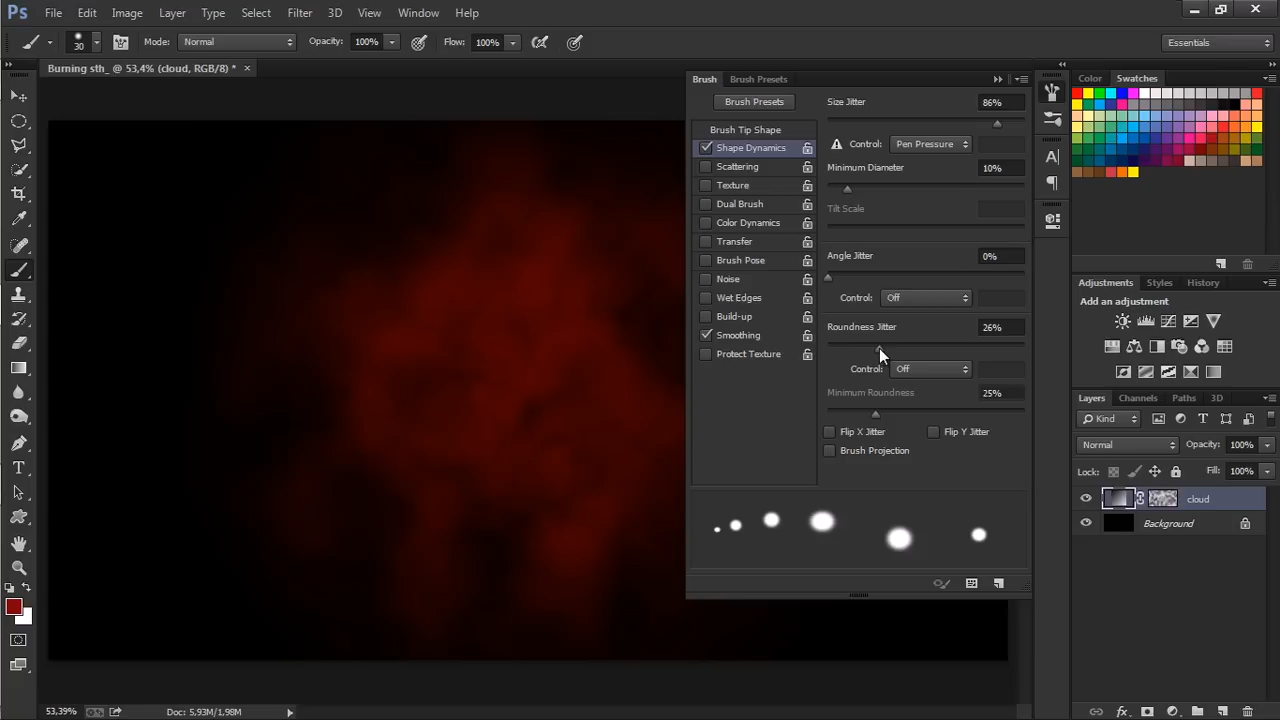 Ps File Edit Image Layer Type Select Filter 3D View Window Help
30 Mode: Normal Opacity: 100% Flow: 100% Essentials
Burning sth_ @ 53,4% (cloud, RGB/8) * ×
Brush Brush Presets
Brush Presets
Brush Tip Shape
Shape Dynamics
Scattering
Texture
Dual Brush
Color Dynamics
Transfer
Brush Pose
Noise
Wet Edges
Build-up
Smoothing
Protect Texture
Size Jitter 86%
Control: Pen Pressure
Minimum Diameter 10%
Tilt Scale
Angle Jitter 0%
Control: Off
Roundness Jitter 26%
Control: Off
Minimum Roundness 25%
Flip X Jitter Flip Y Jitter
Brush Projection
Color Swatches
Adjustments Styles History
Add an adjustment
Layers Channels Paths 3D
Kind
Normal Opacity: 100%
Lock: Fill: 100%
cloud
Background
53,39% Doc: 5,93M/1,98M